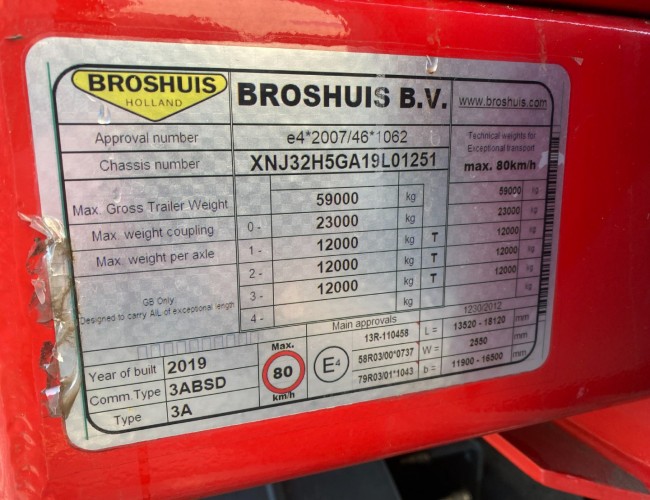 BROSHUIS
HOLLAND
BROSHUIS B.V.
www.broshuis.com
Approval number e4*2007/46*1062
Chassis number XNJ32H5GA19L01251
Technical weights for
Exceptional transport
max. 80km/h
Max. Gross Trailer Weight 59000 kg 59000 kg
Max. weight coupling 0 - 23000 kg 23000 kg
Max. weight per axle 1 - 12000 kg T 12000 kg
2 - 12000 kg T 12000 kg
3 - 12000 kg T 12000 kg
4 - kg
GB Only
Designed to carry AIL of exceptional length
1230/2012
Year of built 2019
Comm Type 3ABSD
Type 3A
Max.
80
km/h
E4
Main approvals
13R-110456
58R03/00*0737
79R03/01*1043
L = 13520 - 18120 mm
W = 2550 mm
b = 11900 - 16500 mm